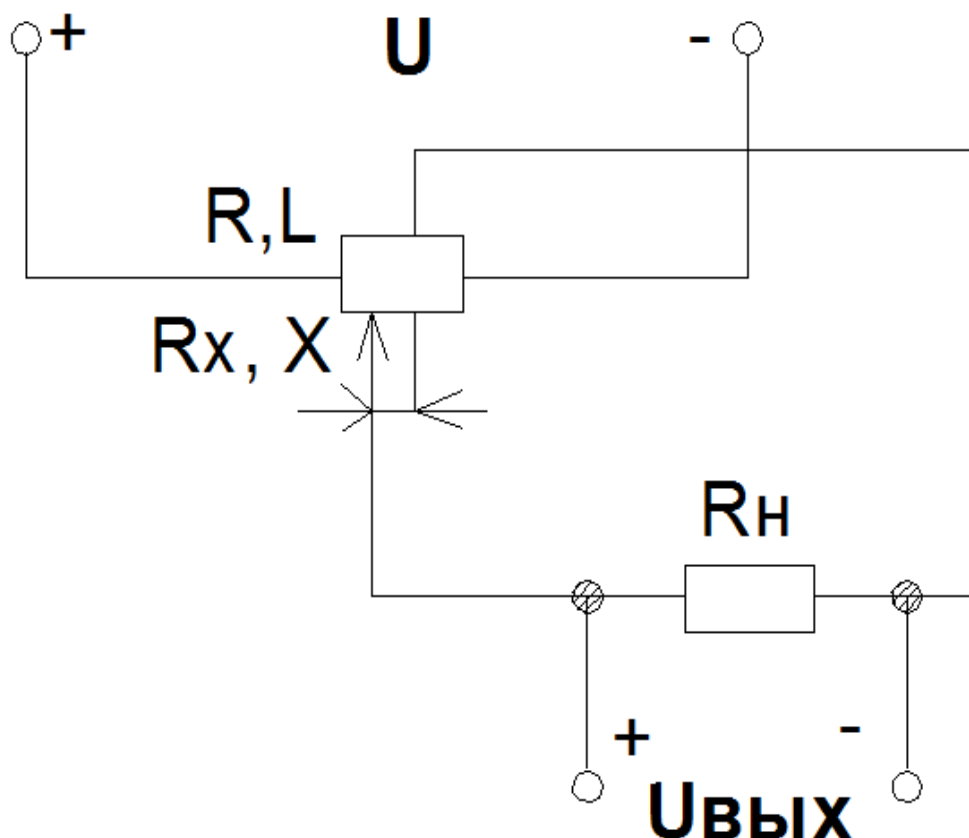 + U -
R,L
Rx, X
Rн
+ -
Uвых